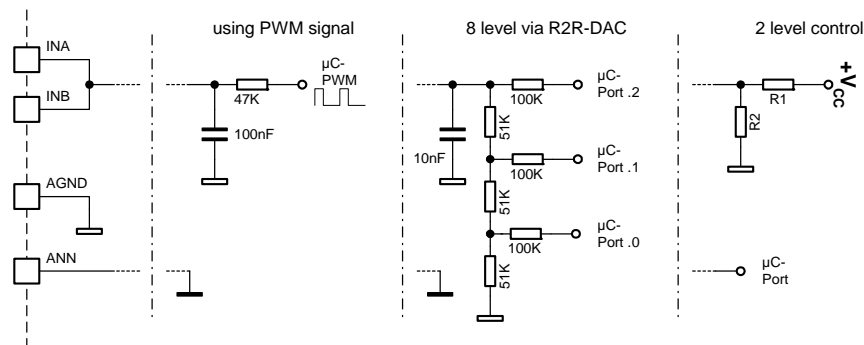 using PWM signal
8 level via R2R-DAC
2 level control
INA
INB
AGND
ANN
µC-
PWM
47K
100nF
µC-
Port .2
100K
51K
10nF
µC-
Port .1
100K
51K
µC-
Port .0
100K
51K
+VCC
R1
R2
µC-
Port